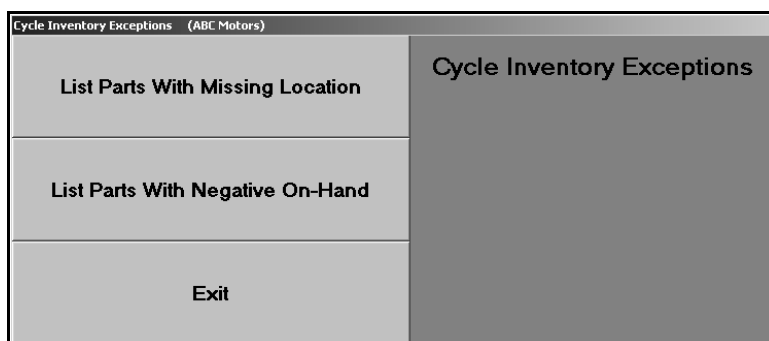 Cycle Inventory Exceptions (ABC Motors)
List Parts With Missing Location
Cycle Inventory Exceptions
List Parts With Negative On-Hand
Exit